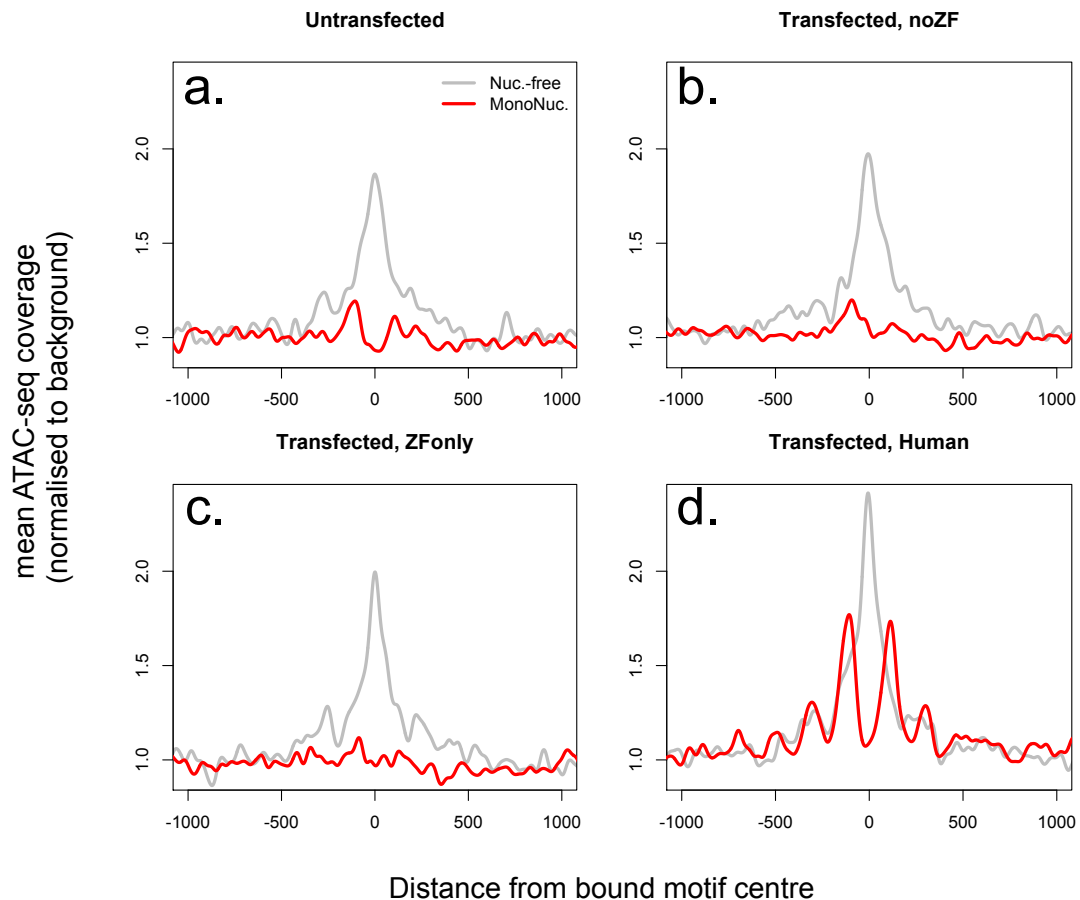 Untransfected
Transfected, noZF
a.
Nuc.-free
MonoNuc.
b.
2.0
1.5
1.0
-1000 -500 0 500 1000
2.0
1.5
1.0
-1000 -500 0 500 1000
mean ATAC-seq coverage
(normalised to background)
Transfected, ZFonly
Transfected, Human
c.
d.
2.0
1.5
1.0
-1000 -500 0 500 1000
2.0
1.5
1.0
-1000 -500 0 500 1000
Distance from bound motif centre